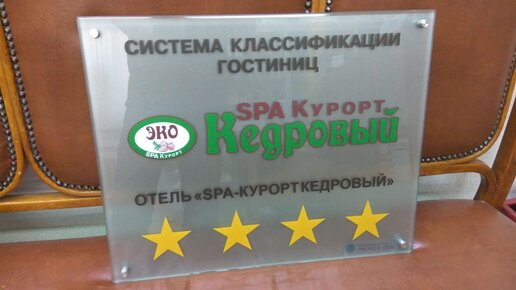 СИСТЕМА КЛАССИФИКАЦИИ
ГОСТИНИЦ
SPA КУРОРТ
Кедровый
ЭКО
SPA КУРОРТ
ОТЕЛЬ «SPA-КУРОРТ КЕДРОВЫЙ»